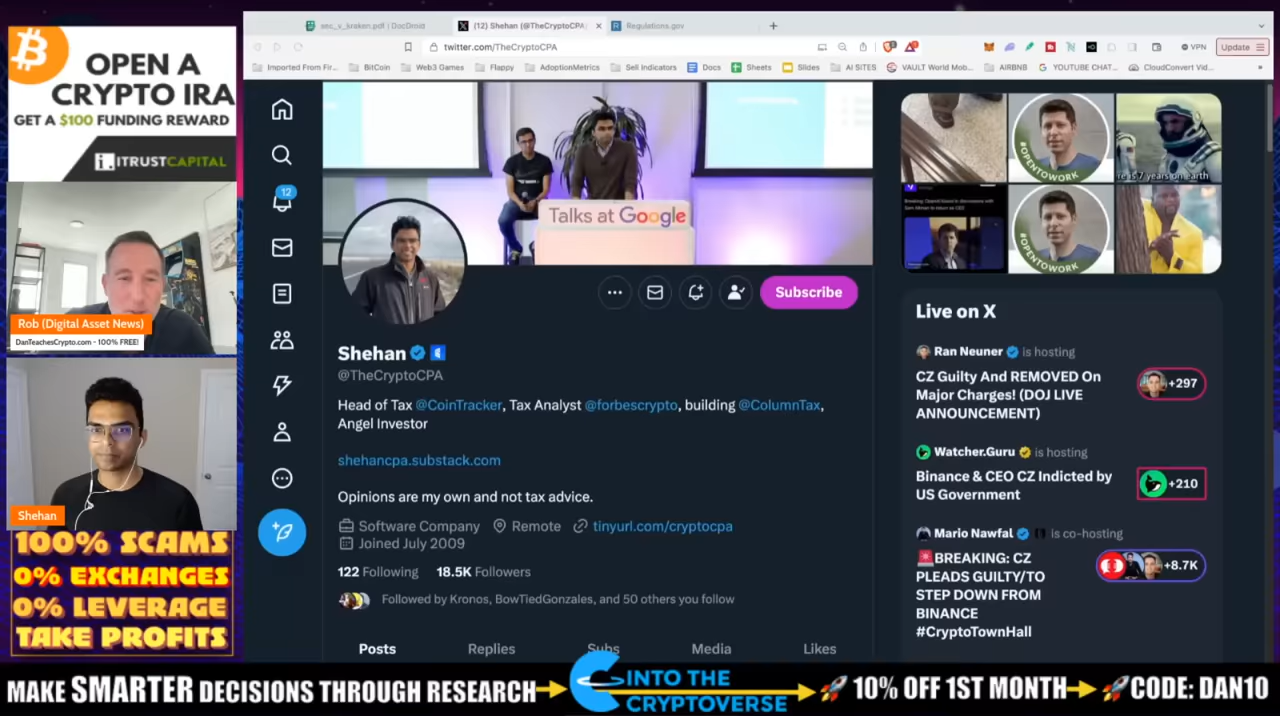 OPEN A
CRYPTO IRA
GET A $100 FUNDING REWARD
ITRUSTCAPITAL
Rob (Digital Asset News)
DanTeachesCrypto.com - 100% FREE!
Shehan
100% SCAMS
0% EXCHANGES
0% LEVERAGE
TAKE PROFITS
sec_v_kraken.pdf | DocDroid
(12) Shehan (@TheCryptoCPA)
Regulations.gov
twitter.com/TheCryptoCPA
VPN
Update
Imported From Fir...
BitCoin
Web3 Games
Flappy
AdoptionMetrics
Sell Indicators
Docs
Sheets
Slides
AI SITES
VAULT World Mob...
AIRBNB
YOUTUBE CHAT...
CloudConvert Vid...
12
Talks at Google
Subscribe
Shehan
@TheCryptoCPA
Head of Tax @CoinTracker, Tax Analyst @forbescrypto, building @ColumnTax,
Angel Investor
shehancpa.substack.com
Opinions are my own and not tax advice.
Software Company Remote tinyurl.com/cryptocpa
Joined July 2009
122 Following 18.5K Followers
Followed by Kronos, BowTiedGonzales, and 50 others you follow
Posts Replies Subs Media Likes
#OPENTOWORK
#OPENTOWORK
Live on X
Ran Neuner is hosting
CZ Guilty And REMOVED On
Major Charges! (DOJ LIVE
ANNOUNCEMENT)
+297
Watcher.Guru is hosting
Binance & CEO CZ Indicted by
US Government
+210
Mario Nawfal is co-hosting
BREAKING: CZ
PLEADS GUILTY/TO
STEP DOWN FROM
BINANCE
#CryptoTownHall
+8.7K
MAKE SMARTER DECISIONS THROUGH RESEARCH
INTO THE
CRYPTOVERSE
10% OFF 1ST MONTH
CODE: DAN10